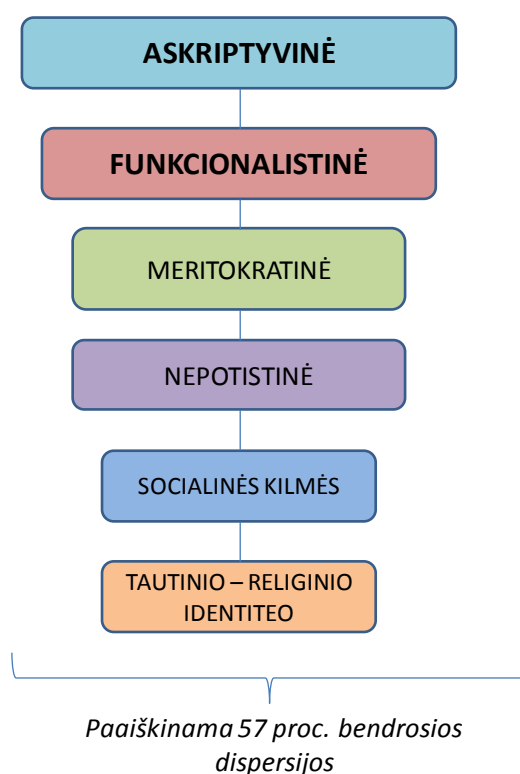 ASKRIPTYVINĖ
FUNKCIONALISTINĖ
MERITOKRATINĖ
NEPOTISTINĖ
SOCIALINĖS KILMĖS
TAUTINIO – RELIGINIO
IDENTITEO
Paaiškinama 57 proc. bendrosios
dispersijos